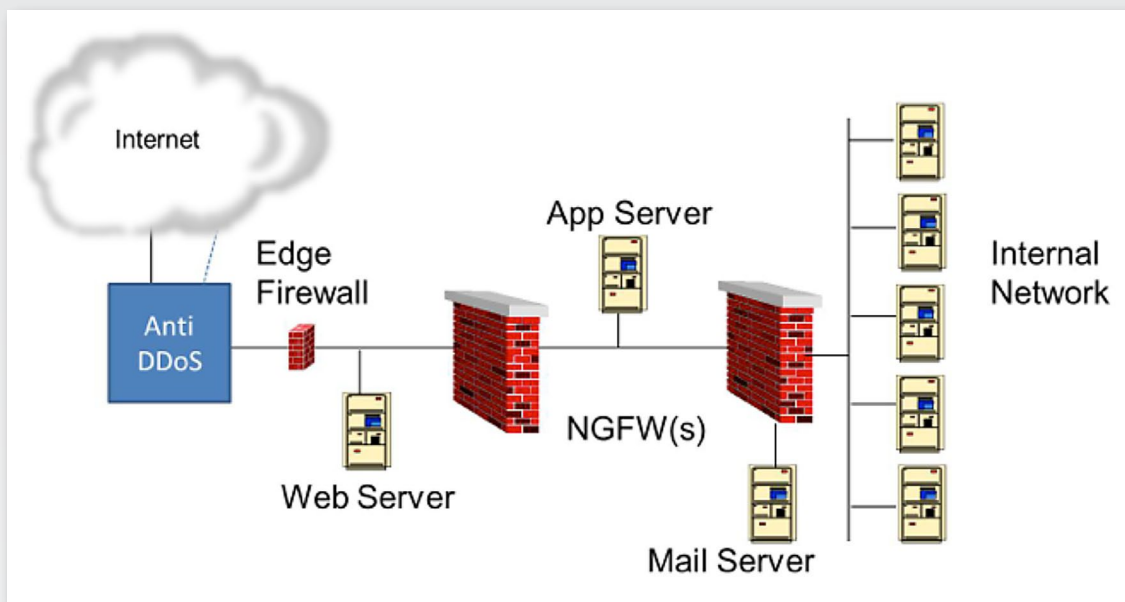 Internet
Edge
Firewall
Anti
DDoS
App Server
Internal
Network
NGFW(s)
Web Server
Mail Server